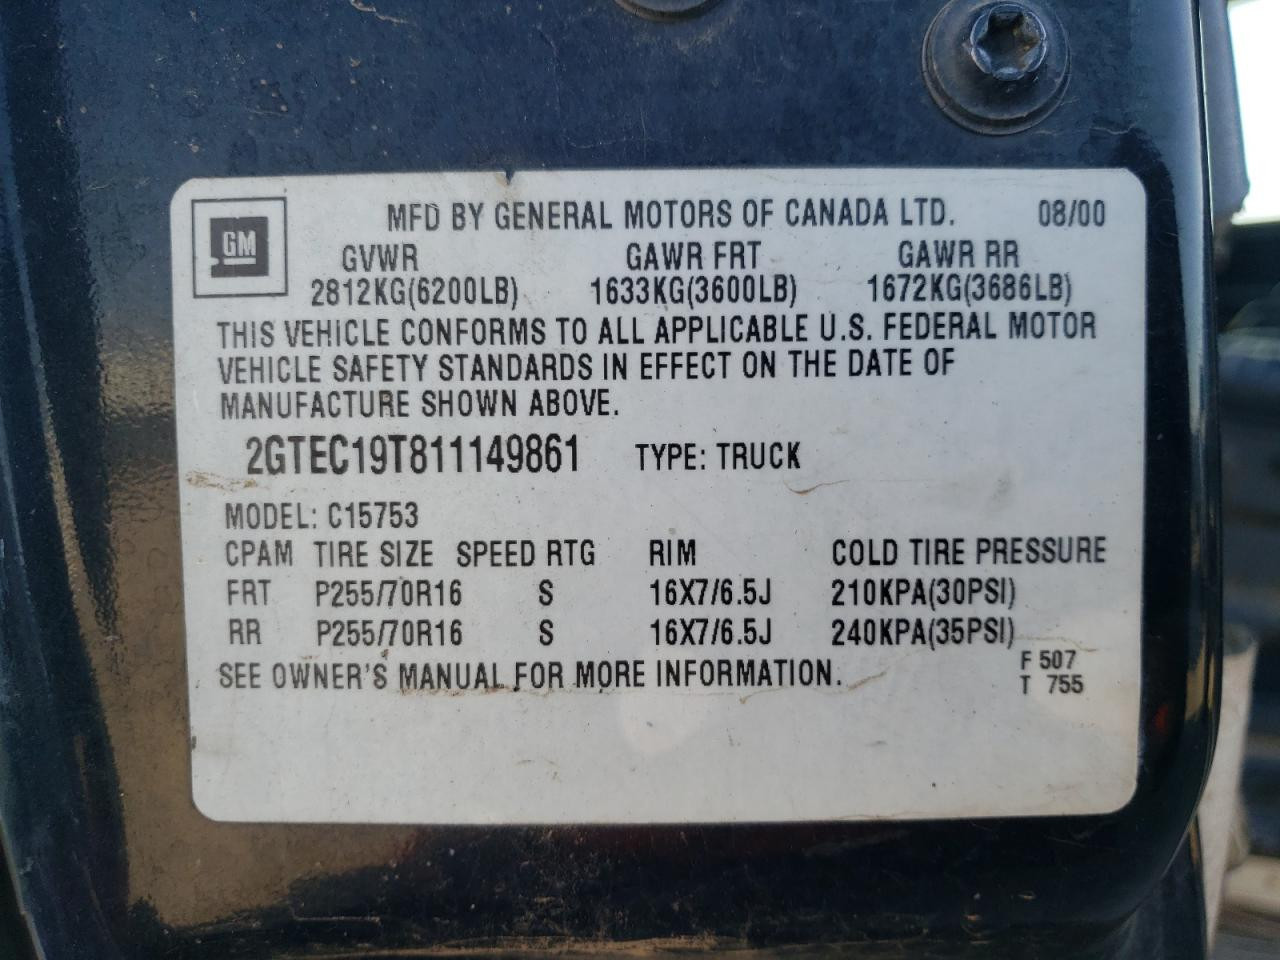 GM
MFD BY GENERAL MOTORS OF CANADA LTD. 08/00
GVWR GAWR FRT GAWR RR
2812KG(6200LB) 1633KG(3600LB) 1672KG(3686LB)
THIS VEHICLE CONFORMS TO ALL APPLICABLE U.S. FEDERAL MOTOR
VEHICLE SAFETY STANDARDS IN EFFECT ON THE DATE OF
MANUFACTURE SHOWN ABOVE.
2GTEC19T811149861 TYPE: TRUCK
MODEL: C15753
CPAM TIRE SIZE SPEED RTG RIM COLD TIRE PRESSURE
FRT P255/70R16 S 16X7/6.5J 210KPA(30PSI)
RR P255/70R16 S 16X7/6.5J 240KPA(35PSI)
SEE OWNER'S MANUAL FOR MORE INFORMATION. F 507
T 755